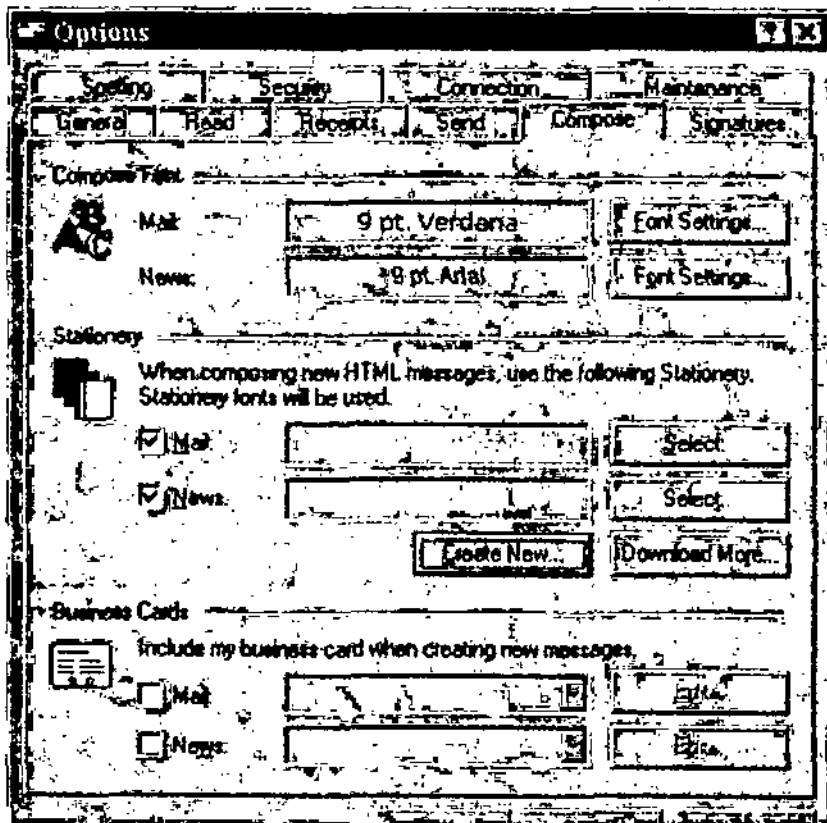 Options
Spelling Security Connection Maintenance
General Read Receipts Send Compose Signatures
Compose Font
Mail: 9 pt. Verdana Font Settings...
News: 9 pt. Arial Font Settings...
Stationery
When composing new HTML messages, use the following Stationery.
Stationery fonts will be used.
Mail: Select...
News: Select...
Create New... Download More...
Business Cards
Include my business card when creating new messages.
Mail:
News: